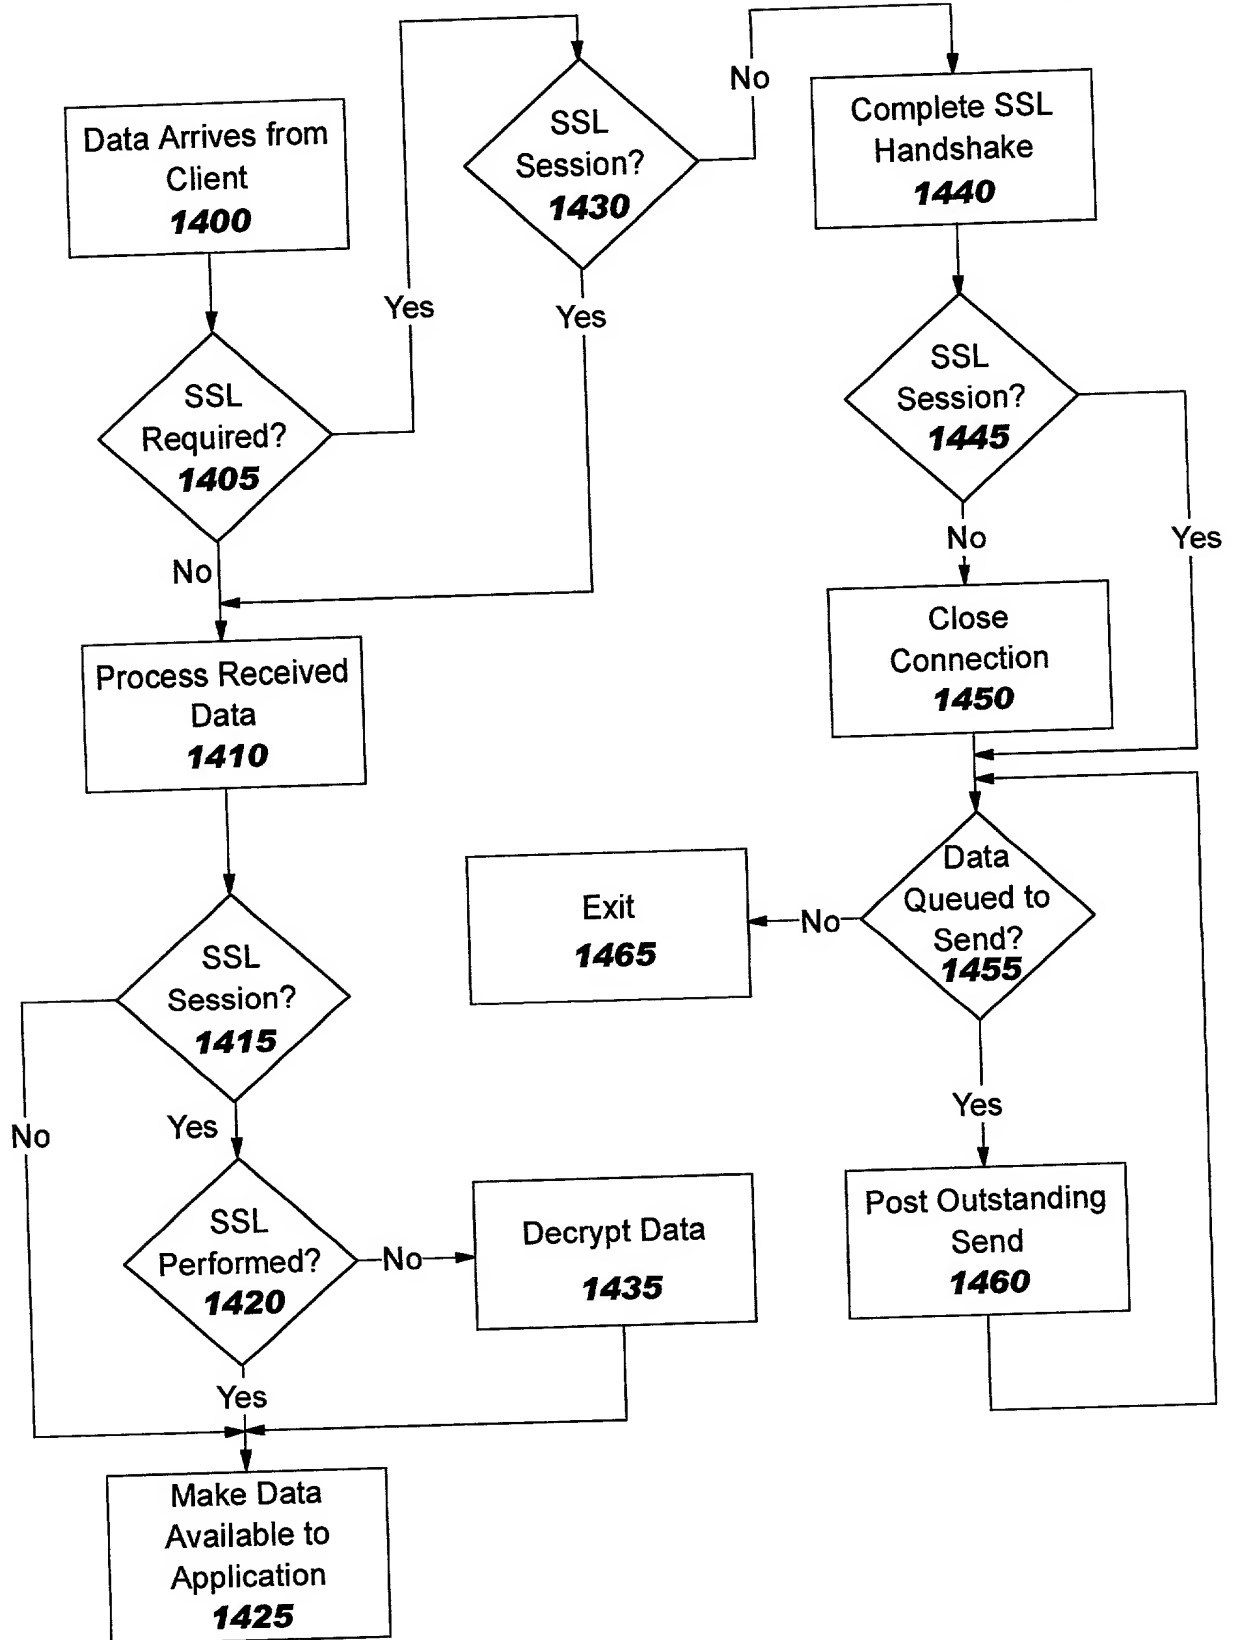 Data Arrives from
Client
1400
Yes
SSL
Required?
1405
No
Process Received
Data
1410
SSL
Session?
1415
No
Yes
SSL
Performed?
1420
No
Decrypt Data
1435
Yes
Make Data
Available to
Application
1425
SSL
Session?
1430
Yes
No
Complete SSL
Handshake
1440
SSL
Session?
1445
No
Yes
Close
Connection
1450
Data
Queued to
Send?
1455
No
Exit
1465
Yes
Post Outstanding
Send
1460